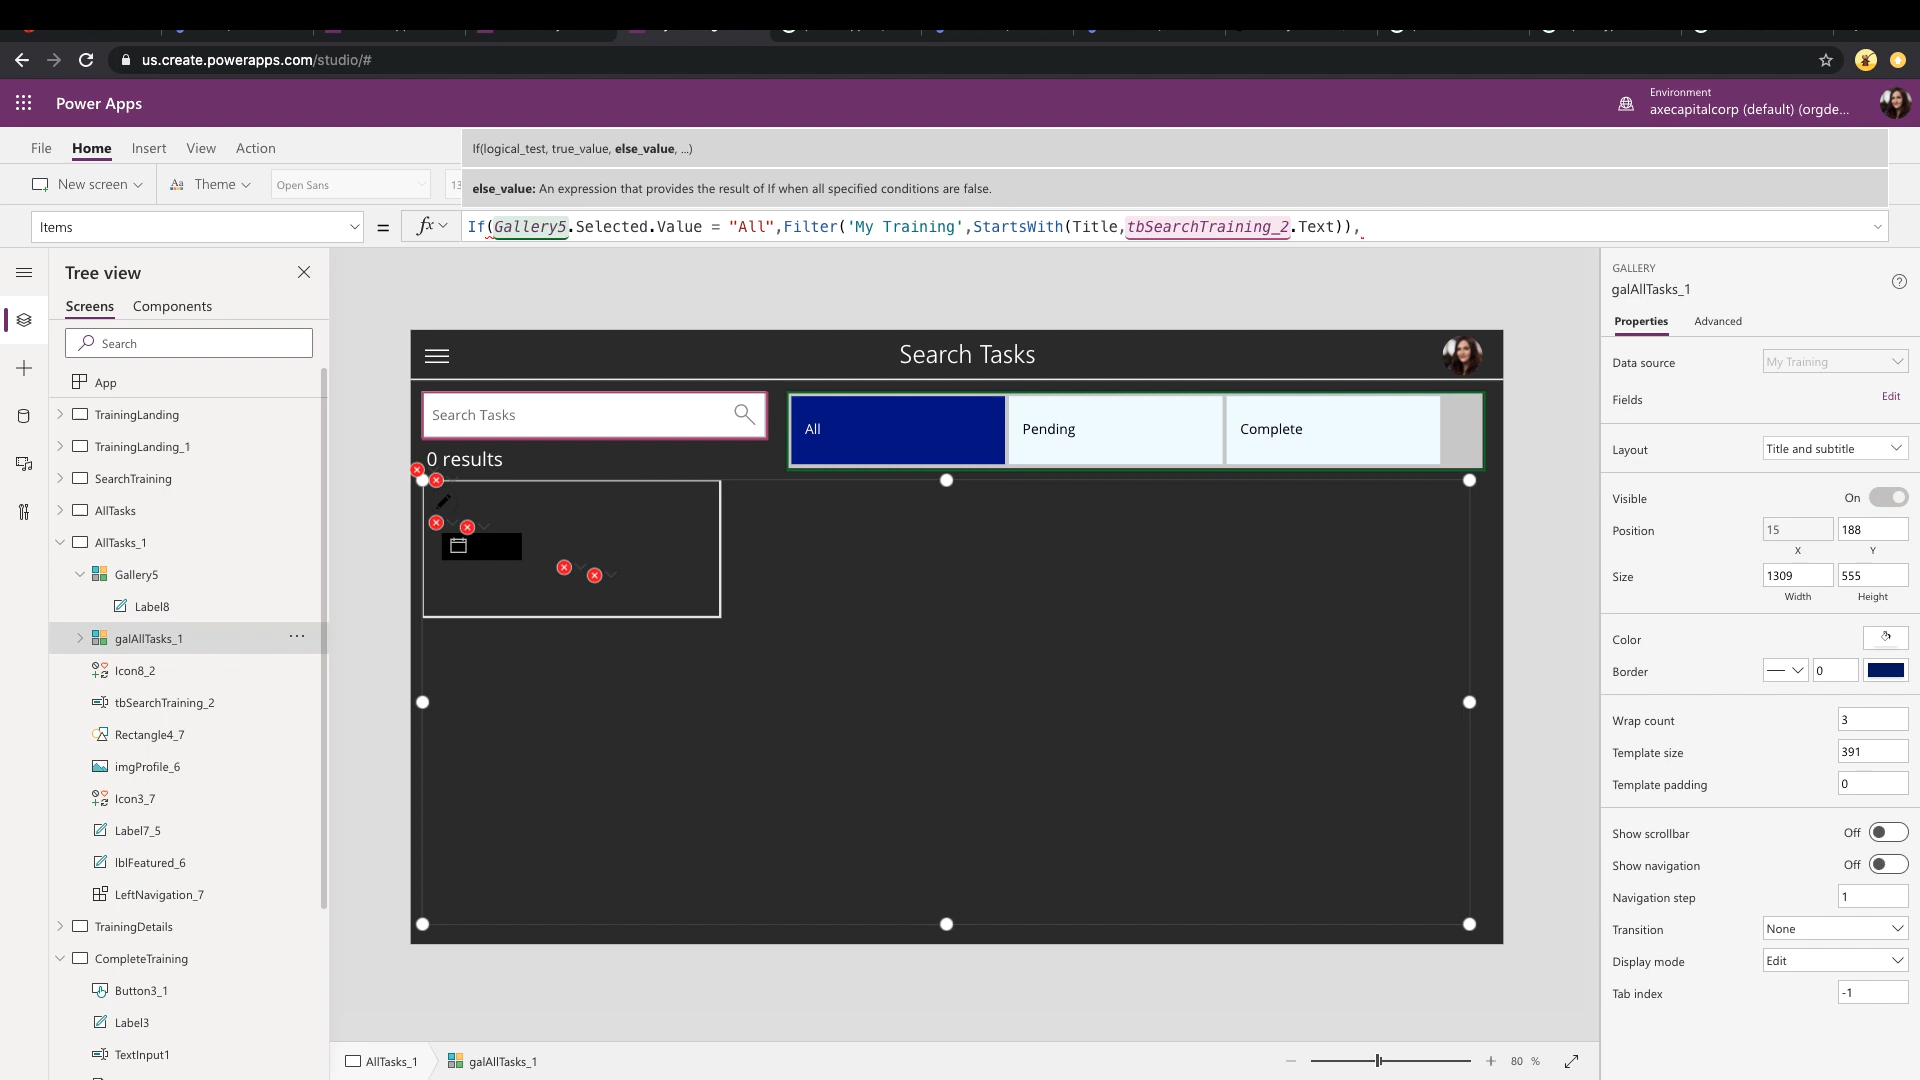 us.create.powerapps.com/studio/#
Power Apps
Environment
axecapitalcorp (default) (orgde...
File Home Insert View Action
If(logical_test, true_value, else_value, ...)
New screen Theme Open Sans 13
else_value: An expression that provides the result of If when all specified conditions are false.
Items = fx If(Gallery5.Selected.Value = "All",Filter('My Training',StartsWith(Title,tbSearchTraining_2.Text)),
Tree view
Screens Components
Search
App
TrainingLanding
TrainingLanding_1
SearchTraining
AllTasks
AllTasks_1
Gallery5
Label8
galAllTasks_1 ...
Icon8_2
tbSearchTraining_2
Rectangle4_7
imgProfile_6
Icon3_7
Label7_5
lblFeatured_6
LeftNavigation_7
TrainingDetails
CompleteTraining
Button3_1
Label3
TextInput1
Search Tasks
Search Tasks
All Pending Complete
0 results
AllTasks_1 galAllTasks_1
80 %
GALLERY
galAllTasks_1
Properties Advanced
Data source My Training
Fields Edit
Layout Title and subtitle
Visible On
Position 15 188
X Y
Size 1309 555
Width Height
Color
Border 0
Wrap count 3
Template size 391
Template padding 0
Show scrollbar Off
Show navigation Off
Navigation step 1
Transition None
Display mode Edit
Tab index -1